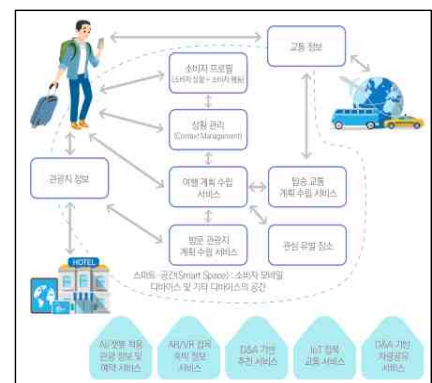 교통 정보
소비자 프로필
(소비자 성향 + 소비자 행동)
상황 관리
(Context Management)
관광지 정보
여행 계획 수립
서비스
탑승 교통
계획 수립 서비스
방문 관광지
계획 수립 서비스
관심 유발 장소
스마트 공간(Smart Space) : 소비자 모바일
디바이스 및 기타 디바이스의 공간
HOTEL
AI/챗봇 적용
관광 정보 및
예약 서비스
AR/VR 접목
숙박 정보
서비스
D&A 기반
추천 서비스
IoT 접목
교통 서비스
D&A 기반
차량공유
서비스